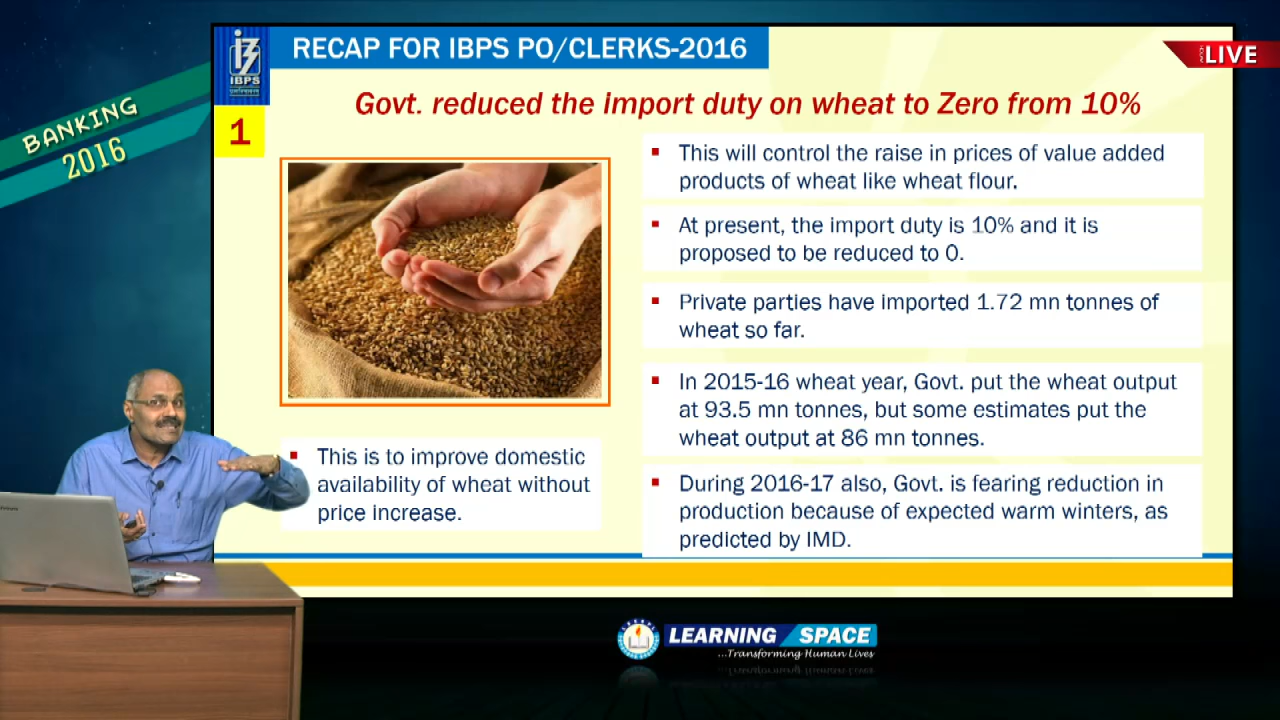 RECAP FOR IBPS PO/CLERKS-2016
IBPS
LIVE
BANKING
2016
1
Govt. reduced the import duty on wheat to Zero from 10%
This will control the raise in prices of value added
products of wheat like wheat flour.
At present, the import duty is 10% and it is
proposed to be reduced to 0.
Private parties have imported 1.72 mn tonnes of
wheat so far.
In 2015-16 wheat year, Govt. put the wheat output
at 93.5 mn tonnes, but some estimates put the
wheat output at 86 mn tonnes.
During 2016-17 also, Govt. is fearing reduction in
production because of expected warm winters, as
predicted by IMD.
This is to improve domestic
availability of wheat without
price increase.
LEARNING SPACE
...Transforming Human Lives